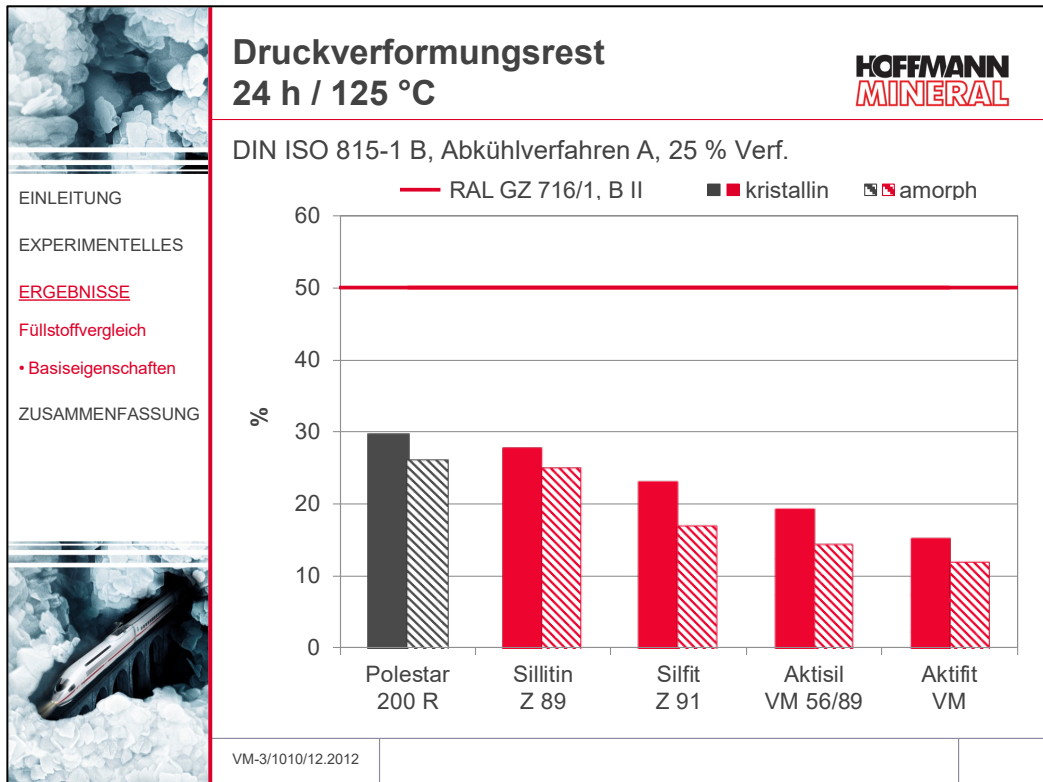 Druckverformungsrest
24 h / 125 °C
HOFFMANN
MINERAL
DIN ISO 815-1 B, Abkühlverfahren A, 25 % Verf.
EINLEITUNG
EXPERIMENTELLES
ERGEBNISSE
Füllstoffvergleich
• Basiseigenschaften
ZUSAMMENFASSUNG
RAL GZ 716/1, B II kristallin amorph
60
50
40
30
20
10
0
%
Polestar Sillitin Silfit Aktisil Aktifit
200 R Z 89 Z 91 VM 56/89 VM
VM-3/1010/12.2012